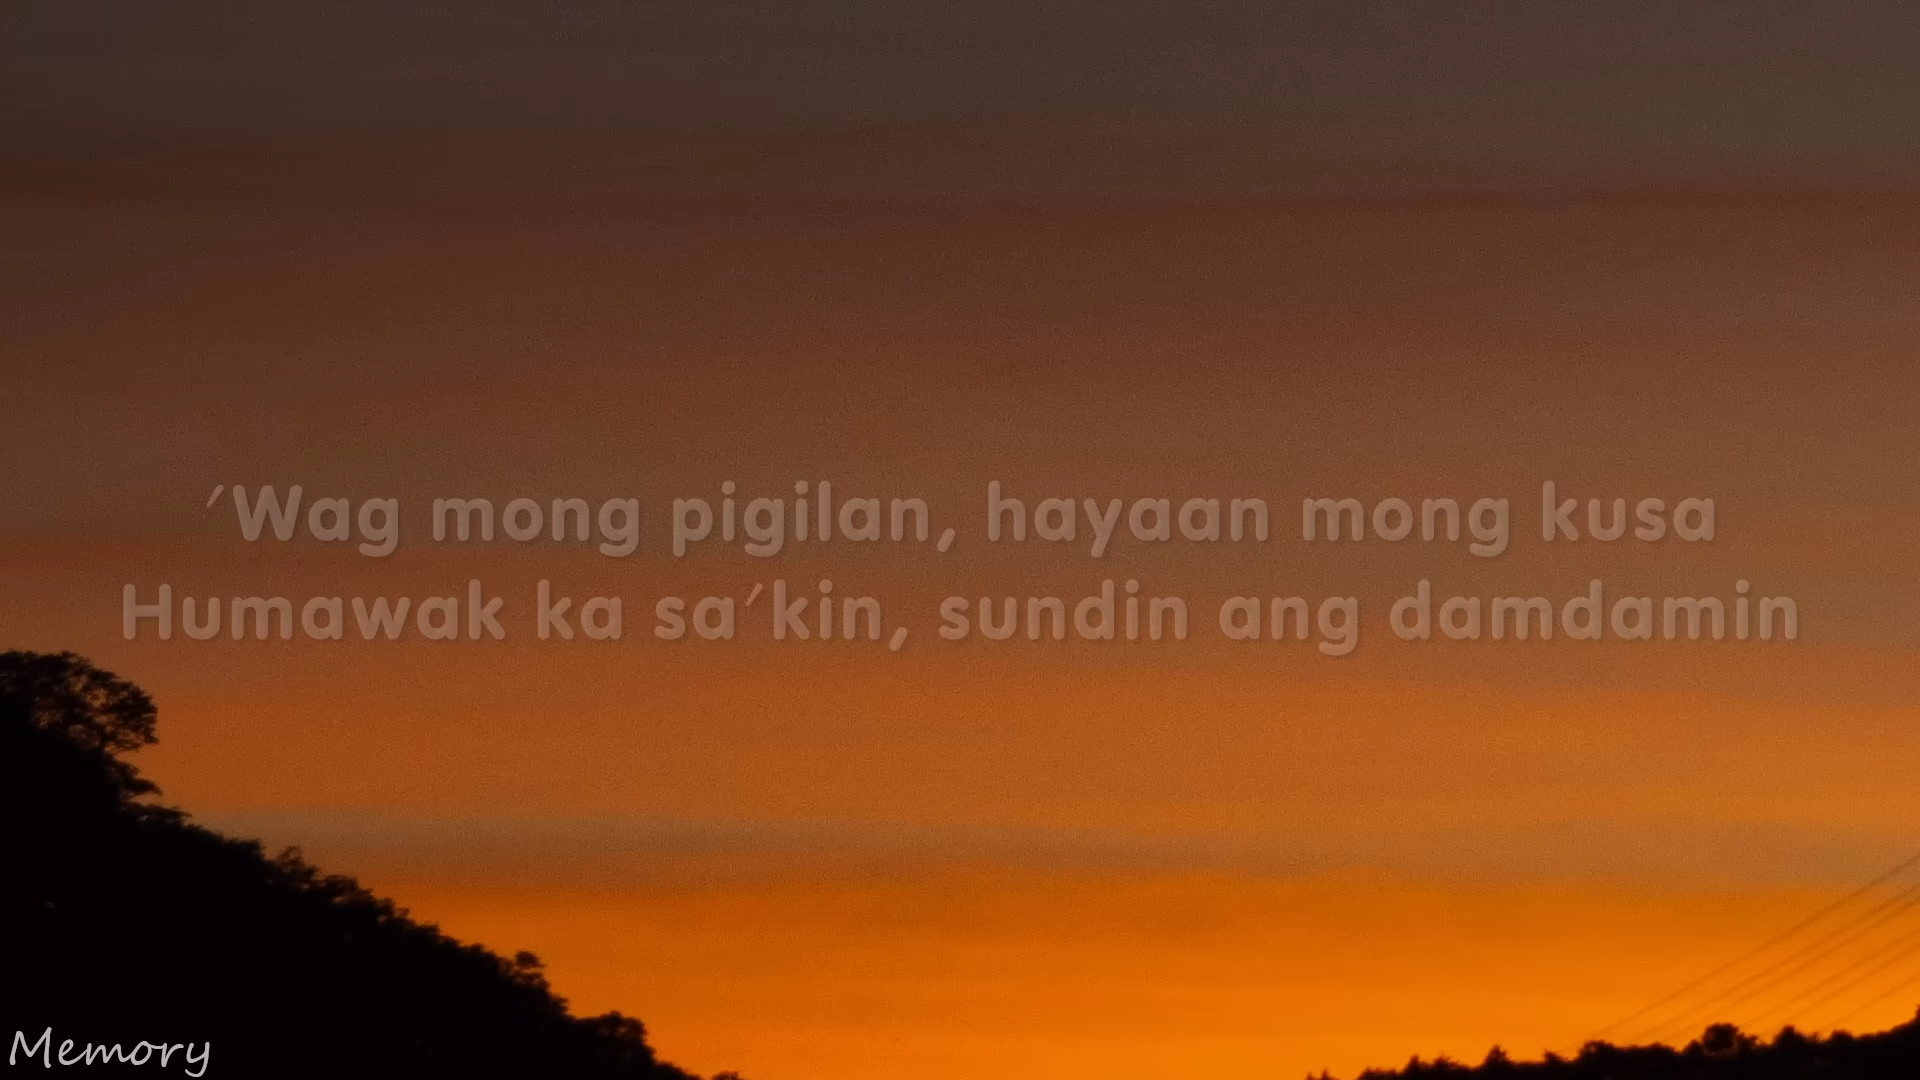 'Wag mong pigilan, hayaan mong kusa
Humawak ka sa'kin, sundin ang damdamin
Memory